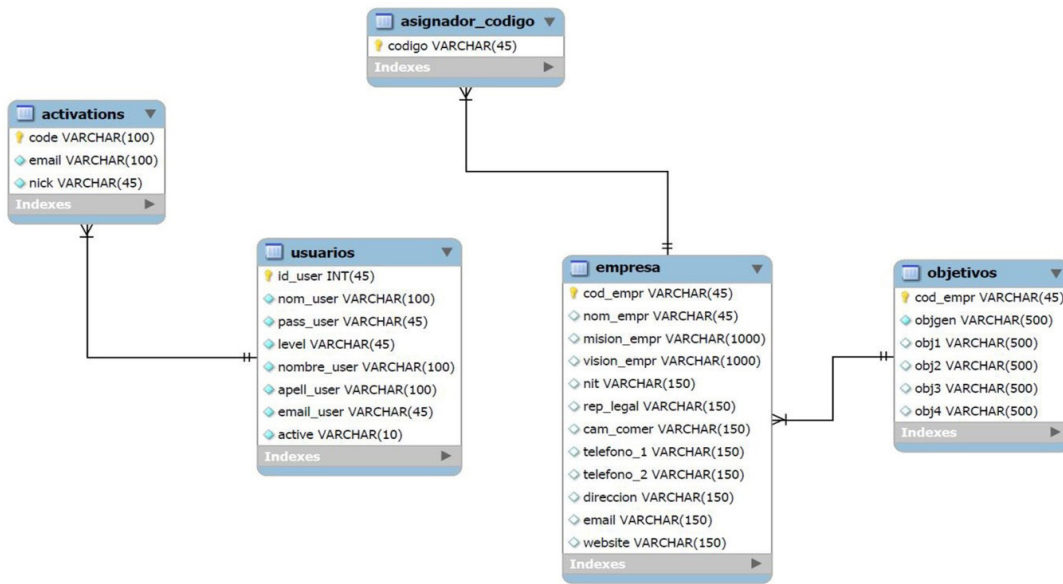 asignador_codigo
codigo VARCHAR(45)
Indexes
activations
code VARCHAR(100)
email VARCHAR(100)
nick VARCHAR(45)
Indexes
usuarios
id_user INT(45)
nom_user VARCHAR(100)
pass_user VARCHAR(45)
level VARCHAR(45)
nombre_user VARCHAR(100)
apell_user VARCHAR(100)
email_user VARCHAR(45)
active VARCHAR(10)
Indexes
empresa
cod_empr VARCHAR(45)
nom_empr VARCHAR(45)
mision_empr VARCHAR(1000)
vision_empr VARCHAR(1000)
nit VARCHAR(150)
rep_legal VARCHAR(150)
cam_comer VARCHAR(150)
telefono_1 VARCHAR(150)
telefono_2 VARCHAR(150)
direccion VARCHAR(150)
email VARCHAR(150)
website VARCHAR(150)
Indexes
objetivos
cod_empr VARCHAR(45)
objgen VARCHAR(500)
obj1 VARCHAR(500)
obj2 VARCHAR(500)
obj3 VARCHAR(500)
obj4 VARCHAR(500)
Indexes